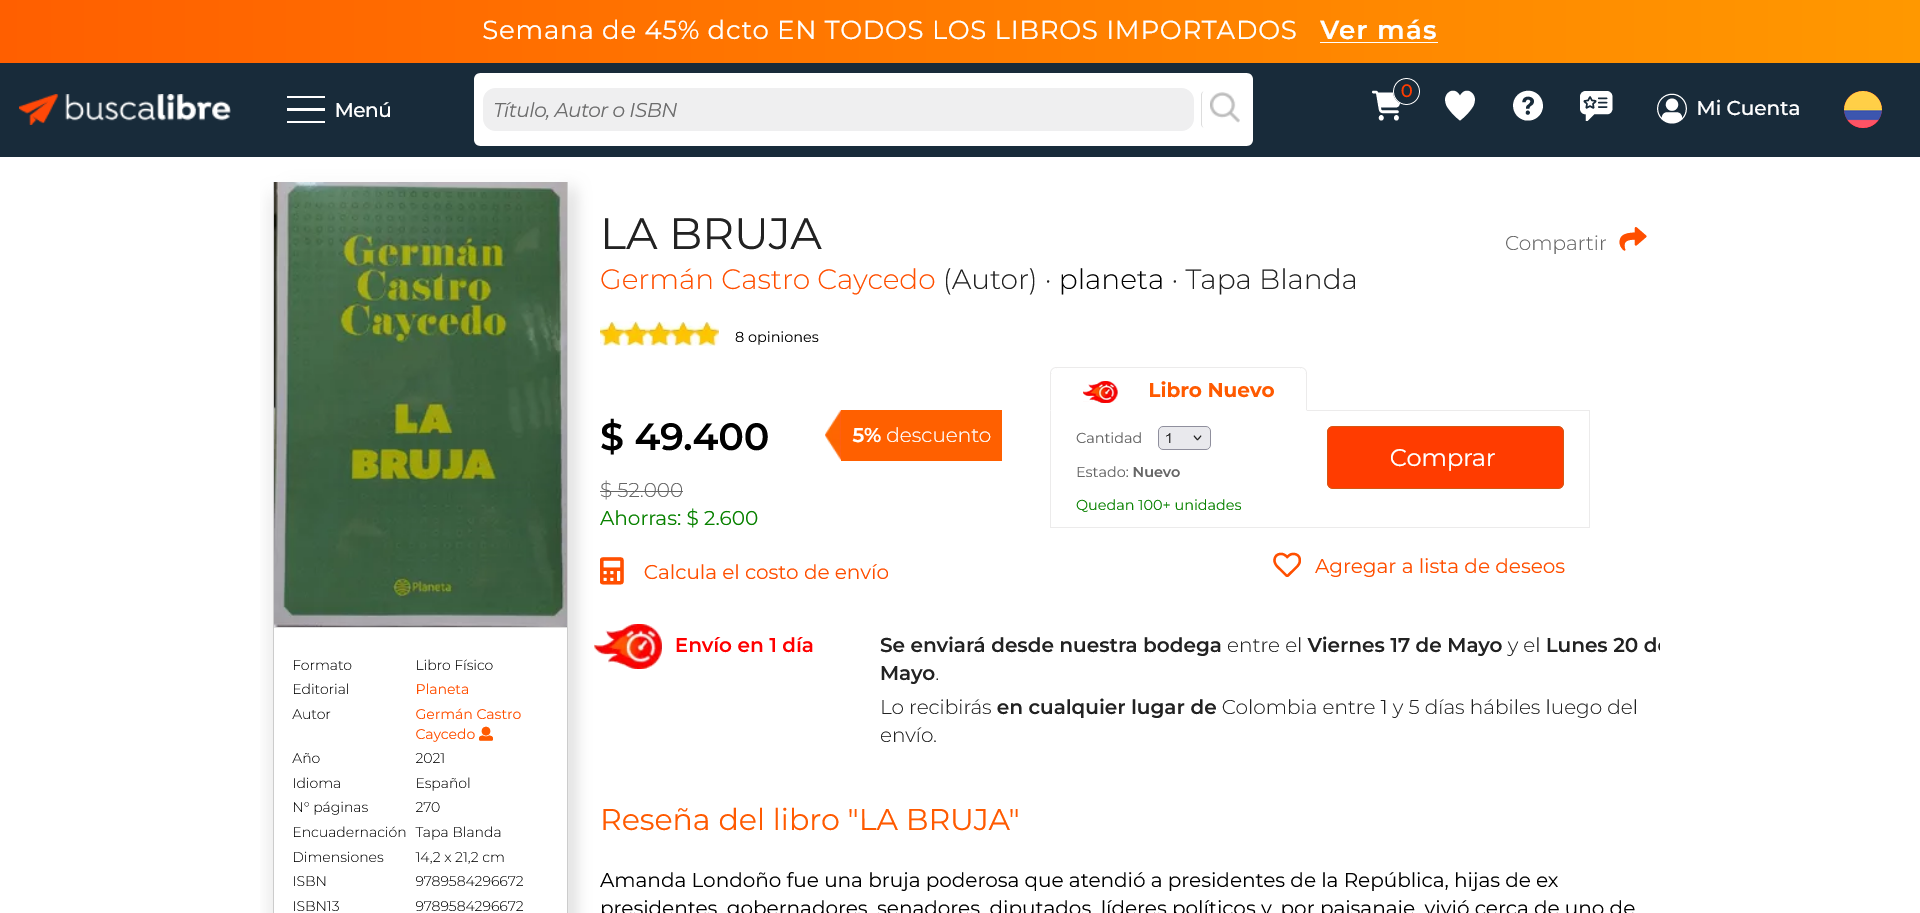 Semana de 45% dcto EN TODOS LOS LIBROS IMPORTADOS Ver más
buscalibre
Menú
Título, Autor o ISBN
0
Mi Cuenta
Germán
Castro
Caycedo
LA
BRUJA
Planeta
LA BRUJA
Compartir
Germán Castro Caycedo (Autor) · planeta · Tapa Blanda
8 opiniones
$ 49.400
5% descuento
$ 52.000
Ahorras: $ 2.600
Calcula el costo de envío
Libro Nuevo
Cantidad 1
Estado: Nuevo
Quedan 100+ unidades
Comprar
Agregar a lista de deseos
Envío en 1 día
Se enviará desde nuestra bodega entre el Viernes 17 de Mayo y el Lunes 20 de
Mayo.
Lo recibirás en cualquier lugar de Colombia entre 1 y 5 días hábiles luego del
envío.
Formato Libro Físico
Editorial Planeta
Autor Germán Castro
Caycedo
Año 2021
Idioma Español
N° páginas 270
Encuadernación Tapa Blanda
Dimensiones 14,2 x 21,2 cm
ISBN 9789584296672
ISBN13 9789584296672
Reseña del libro "LA BRUJA"
Amanda Londoño fue una bruja poderosa que atendió a presidentes de la República, hijas de ex
presidentes, gobernadores, senadores, diputados, líderes políticos y, por paisanaje, vivió cerca de uno de